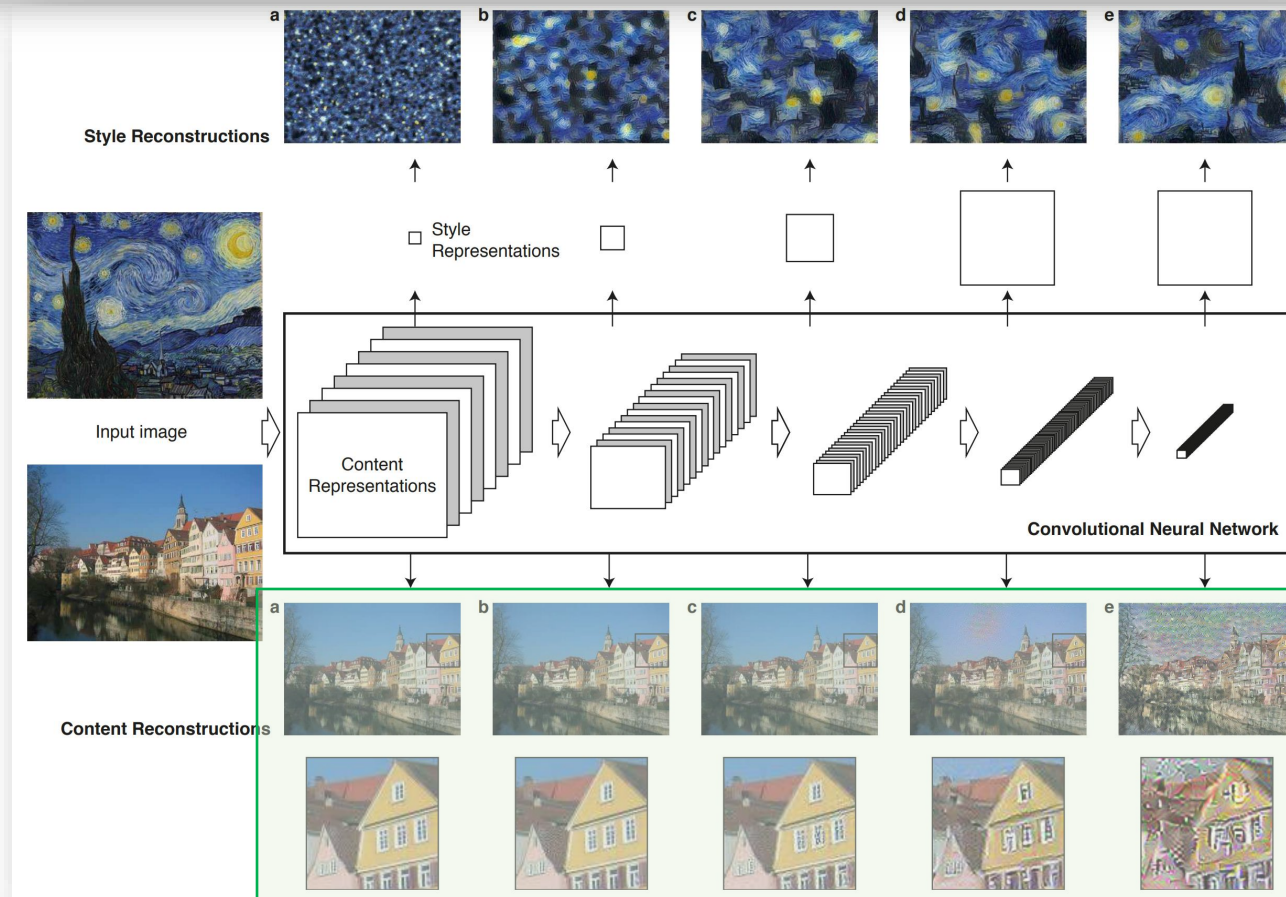 a b c d e
Style Reconstructions
Style
Representations
Input image
Content
Representations
Convolutional Neural Network
a b c d e
Content Reconstructions